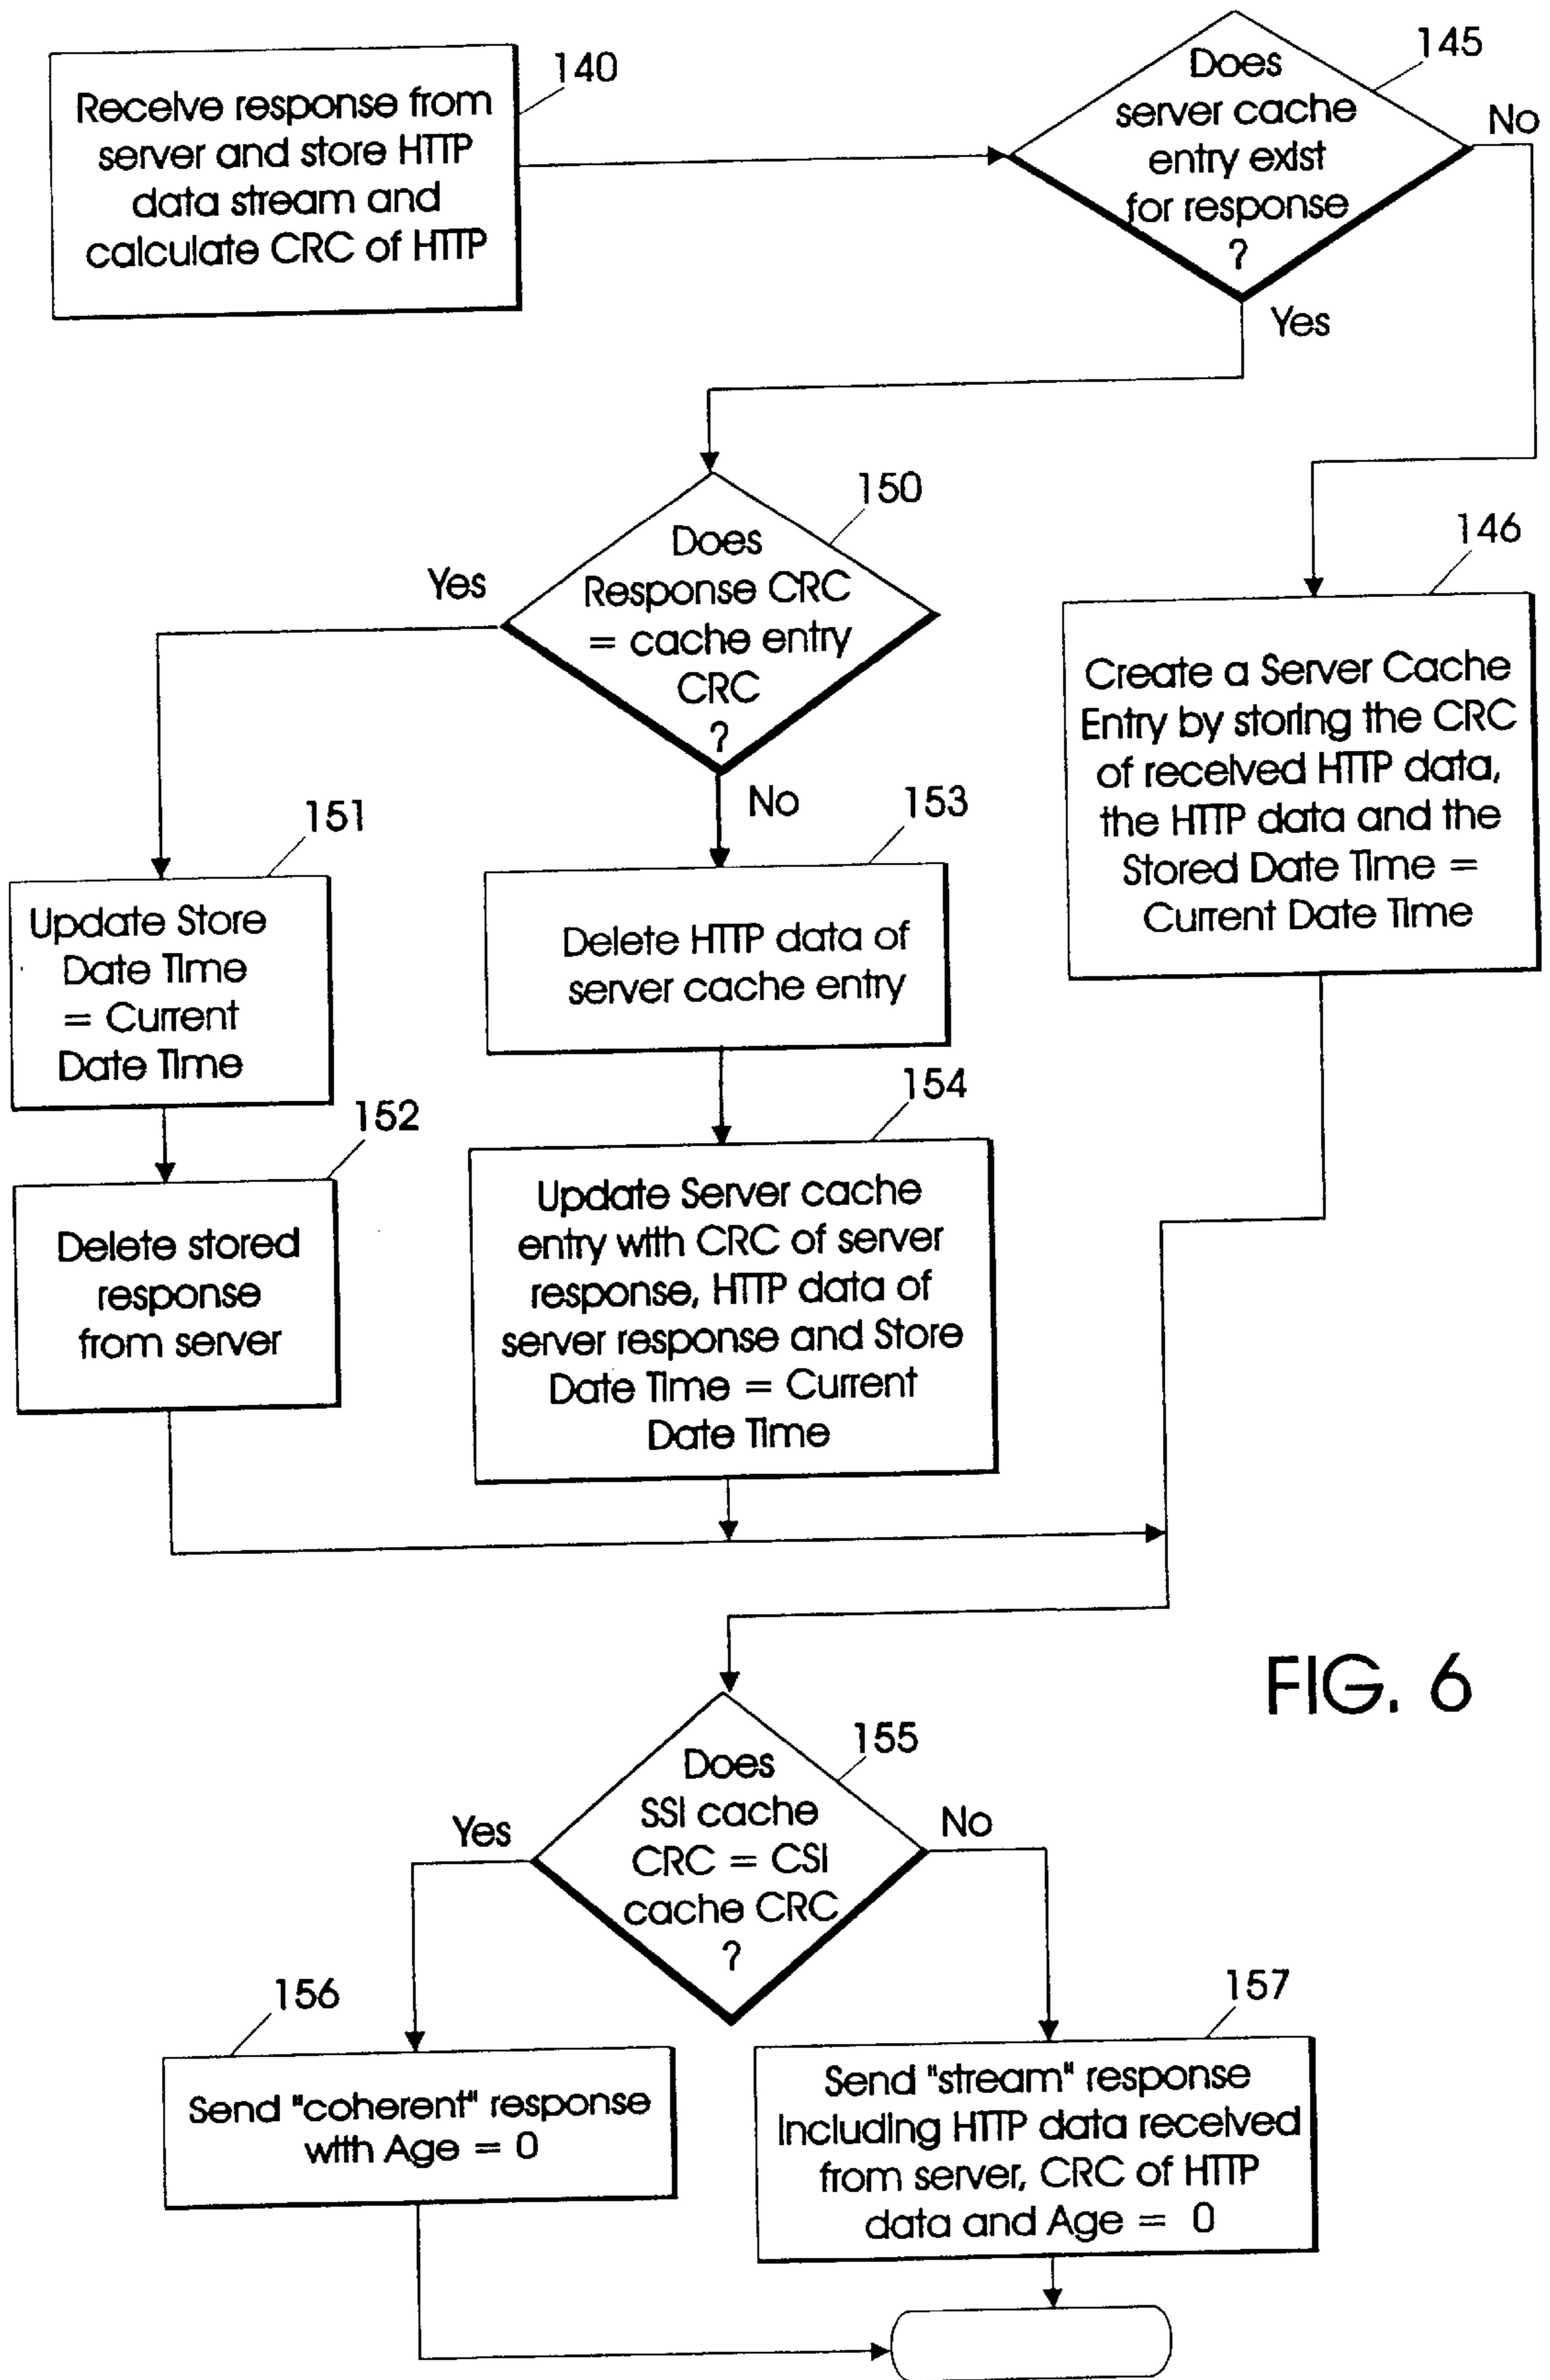 140
Receive response from
server and store HTTP
data stream and
calculate CRC of HTTP
145
Does
server cache
entry exist
for response
?
No
Yes
150
Does
Response CRC
= cache entry
CRC
?
Yes
No
146
Create a Server Cache
Entry by storing the CRC
of received HTTP data,
the HTTP data and the
Stored Date Time =
Current Date Time
151
Update Store
Date Time
= Current
Date Time
153
Delete HTTP data of
server cache entry
152
Delete stored
response
from server
154
Update Server cache
entry with CRC of server
response, HTTP data of
server response and Store
Date Time = Current
Date Time
FIG. 6
155
Does
SSI cache
CRC = CSI
cache CRC
?
Yes
No
156
Send "coherent" response
with Age = 0
157
Send "stream" response
including HTTP data received
from server, CRC of HTTP
data and Age = 0